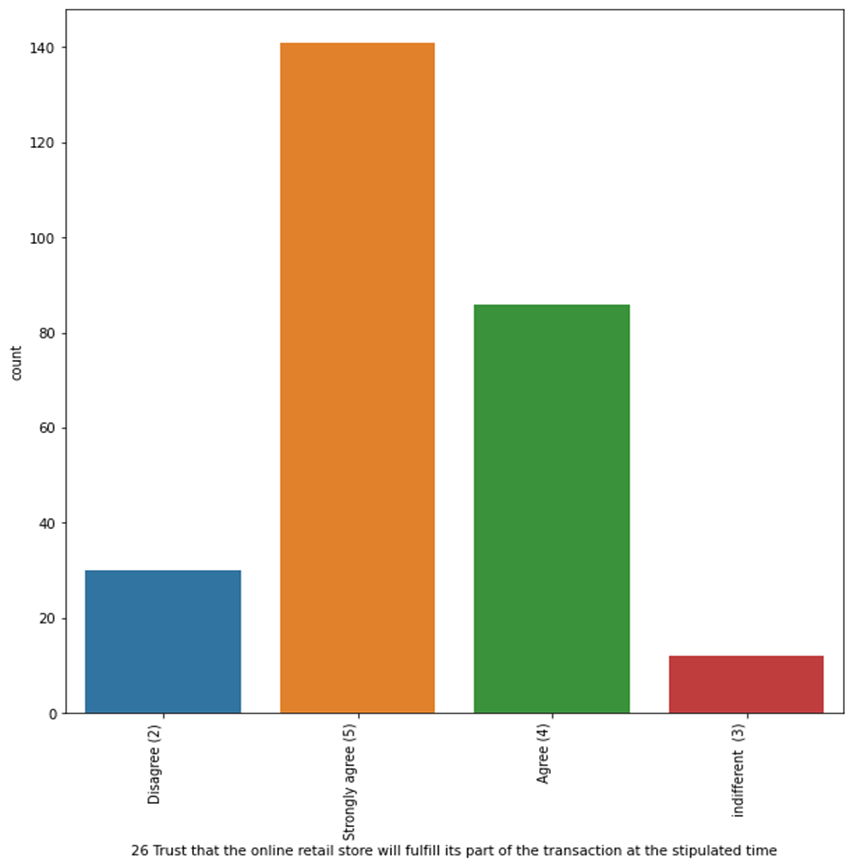 140
120
100
80
60
40
20
0
count
Disagree (2)
Strongly agree (5)
Agree (4)
indifferent  (3)
26 Trust that the online retail store will fulfill its part of the transaction at the stipulated time